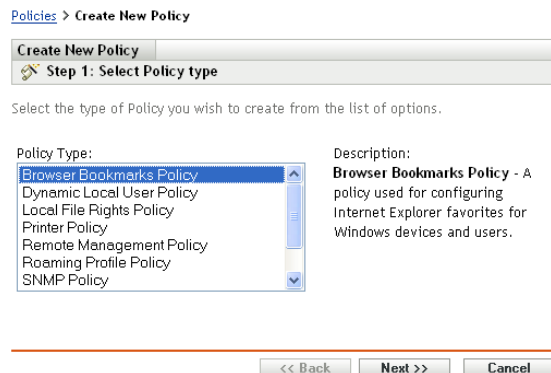 Policies > Create New Policy
Create New Policy
Step 1: Select Policy type
Select the type of Policy you wish to create from the list of options.
Policy Type:
Browser Bookmarks Policy
Dynamic Local User Policy
Local File Rights Policy
Printer Policy
Remote Management Policy
Roaming Profile Policy
SNMP Policy
Description:
Browser Bookmarks Policy - A
policy used for configuring
Internet Explorer favorites for
Windows devices and users.
<< Back
Next >>
Cancel